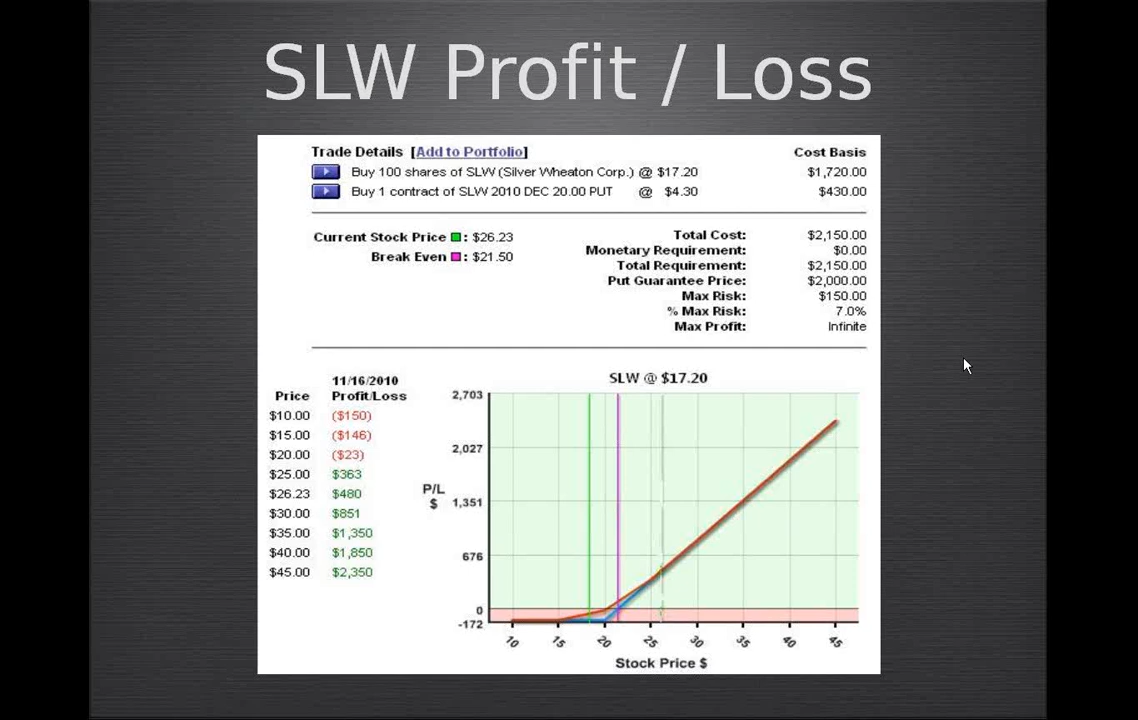 SLW Profit / Loss
Trade Details [Add to Portfolio] Cost Basis
Buy 100 shares of SLW (Silver Wheaton Corp.) @ $17.20 $1,720.00
Buy 1 contract of SLW 2010 DEC 20.00 PUT @ $4.30 $430.00
Current Stock Price : $26.23
Break Even : $21.50
Total Cost: $2,150.00
Monetary Requirement: $0.00
Total Requirement: $2,150.00
Put Guarantee Price: $2,000.00
Max Risk: $150.00
% Max Risk: 7.0%
Max Profit: Infinite
11/16/2010
Price Profit/Loss
$10.00 ($150)
$15.00 ($146)
$20.00 ($23)
$25.00 $363
$26.23 $480
$30.00 $851
$35.00 $1,350
$40.00 $1,850
$45.00 $2,350
SLW @ $17.20
P/L
$
2,703
2,027
1,351
676
0
-172
10 15 20 25 30 35 40 45
Stock Price $